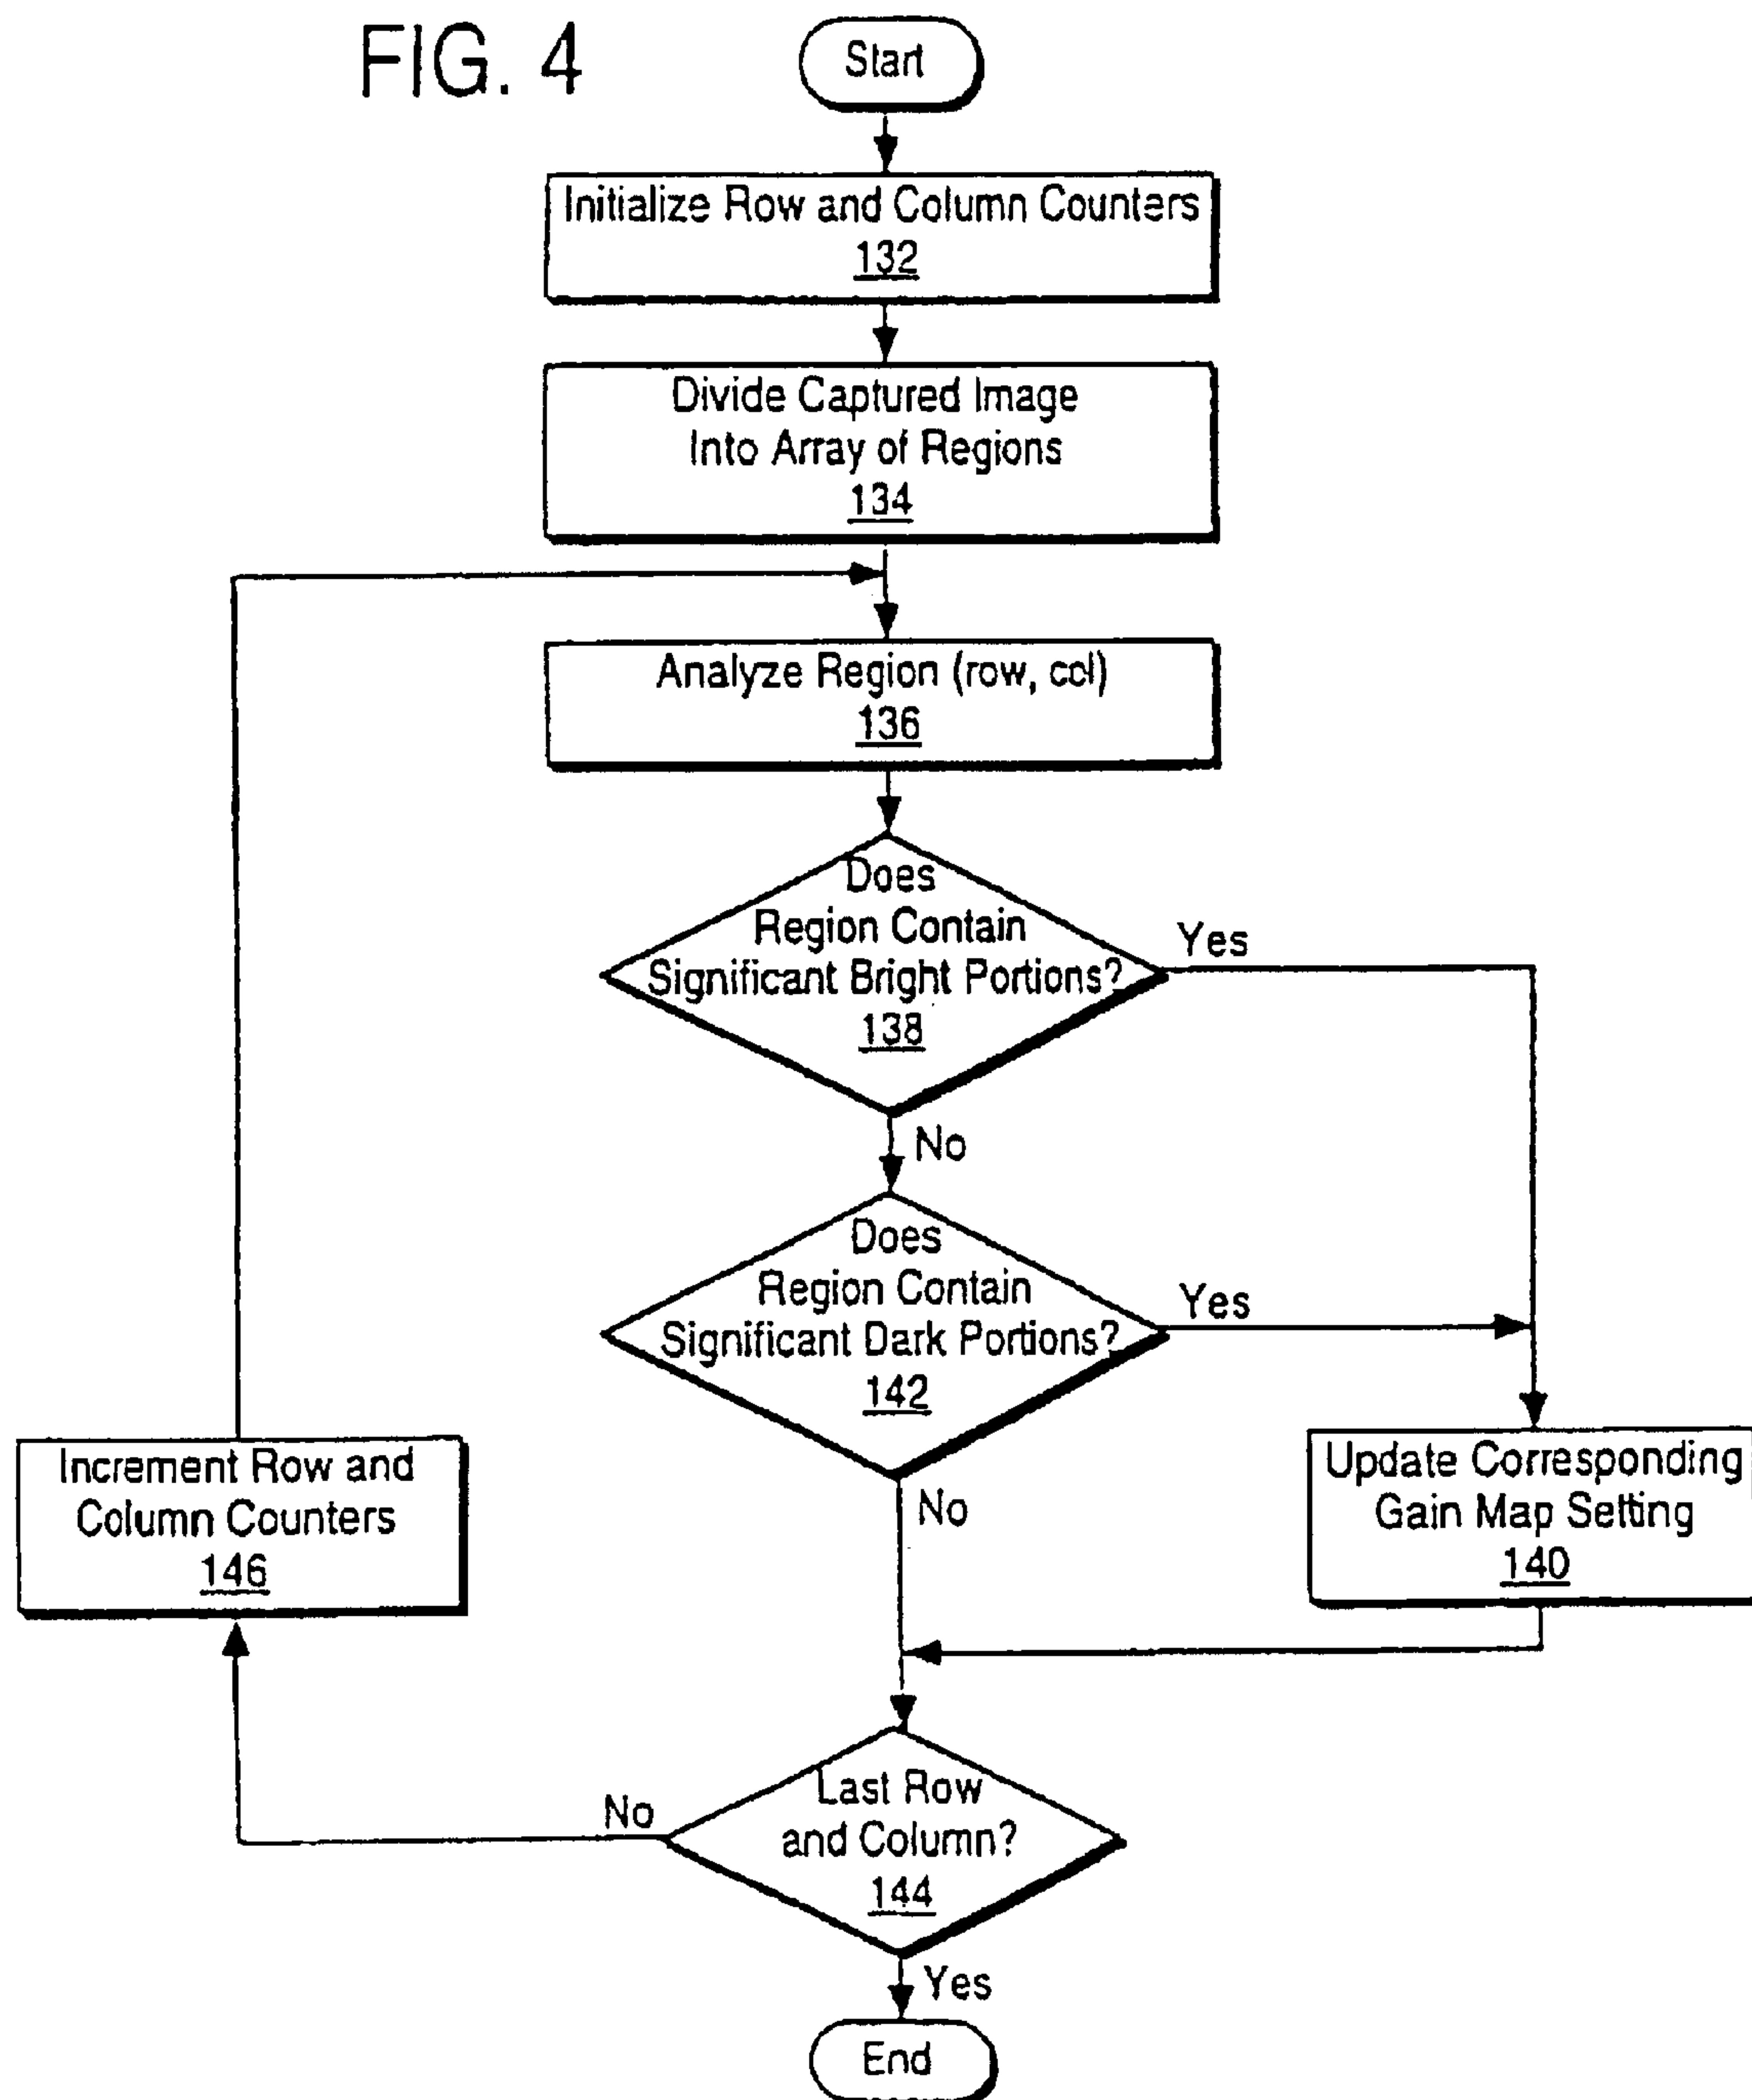 FIG. 4
Start
Initialize Row and Column Counters
132
Divide Captured Image
Into Array of Regions
134
Analyze Region (row, col)
136
Does
Region Contain
Significant Bright Portions?
138
Yes
No
Does
Region Contain
Significant Dark Portions?
142
Yes
No
Increment Row and
Column Counters
146
Update Corresponding
Gain Map Setting
140
Last Row
and Column?
144
No
Yes
End